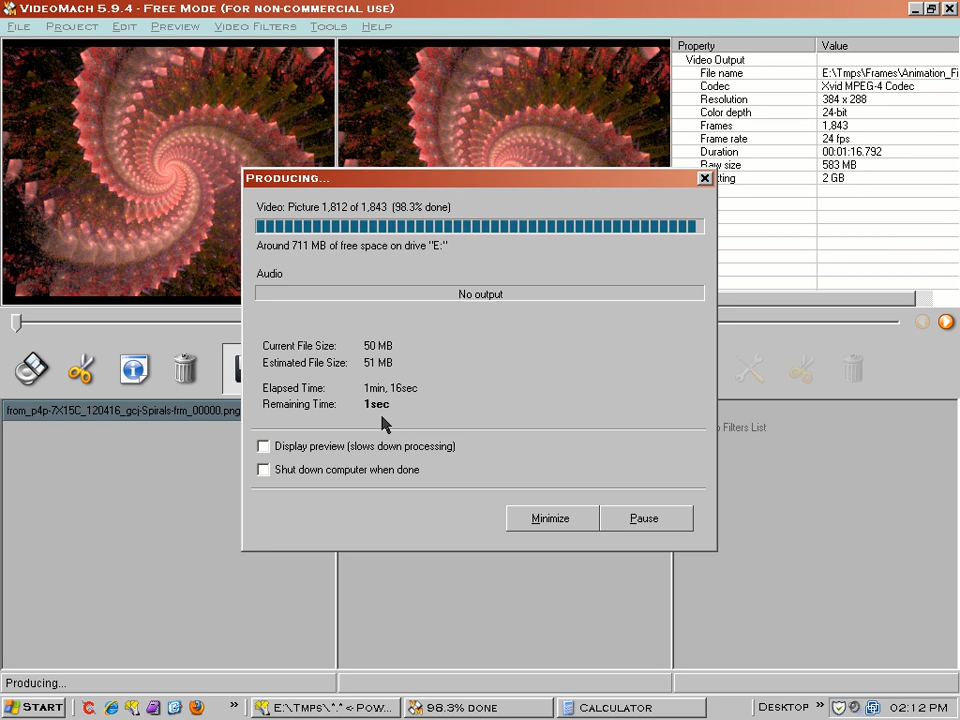 VideoMach 5.9.4 - Free Mode (for non-commercial use)
File Project Edit Preview Video Filters Tools Help
Property Value
Video Output
File name E:\Tmps\Frames\Animation_Fi
Codec Xvid MPEG-4 Codec
Resolution 384 x 288
Color depth 24-bit
Frames 1,843
Frame rate 24 fps
Duration 00:01:16.792
Raw size 583 MB
2 GB
Producing...
Video: Picture 1,812 of 1,843 (98.3% done)
Around 711 MB of free space on drive "E:"
Audio
No output
Current File Size: 50 MB
Estimated File Size: 51 MB
Elapsed Time: 1min, 16sec
Remaining Time: 1sec
Display preview (slows down processing)
Shut down computer when done
Minimize Pause
from_p4p-7X15C_120416_gcj-Spirals-frm_00000.png
Filters List
Producing...
Start » E:\Tmps\*.* <-Pow... 98.3% done Calculator Desktop » 02:12 PM